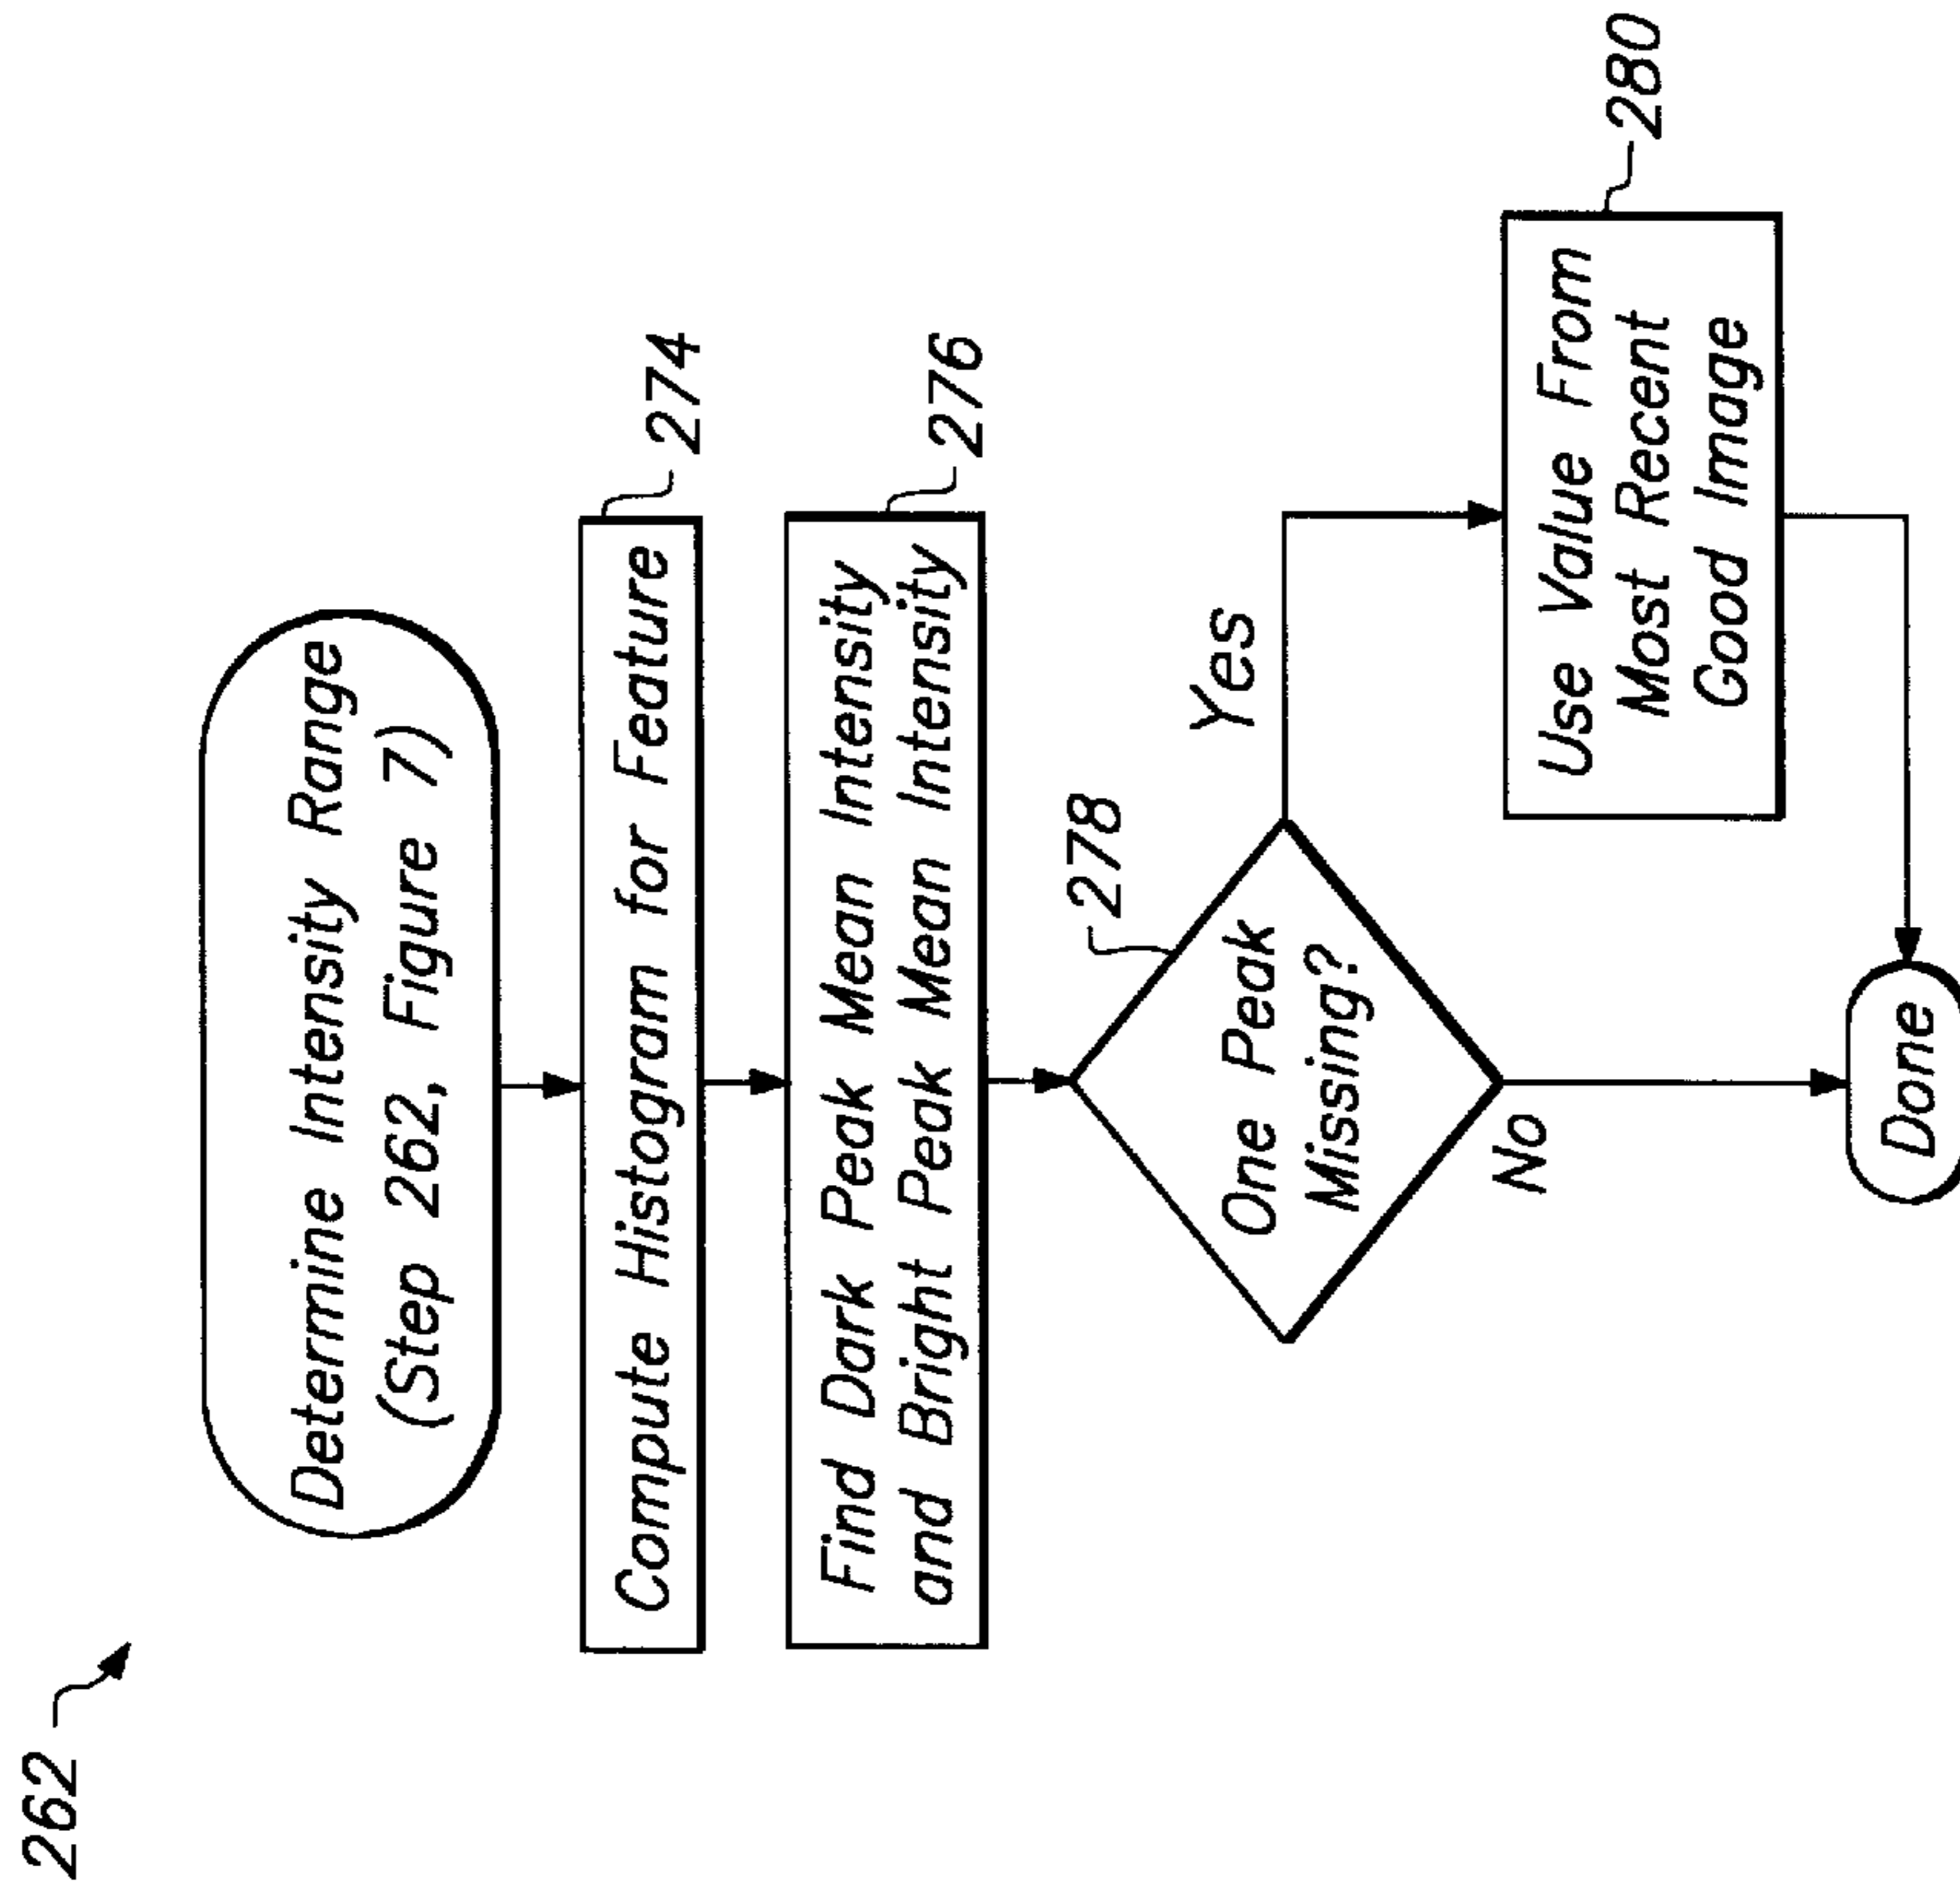 262
Determine Intensity Range
(Step 262, Figure 7)
Compute Histogram for Feature
274
Find Dark Peak Mean Intensity
and Bright Peak Mean Intensity
276
278
One Peak
Missing?
Yes
No
Use Value From
Most Recent
Good Image
280
Done